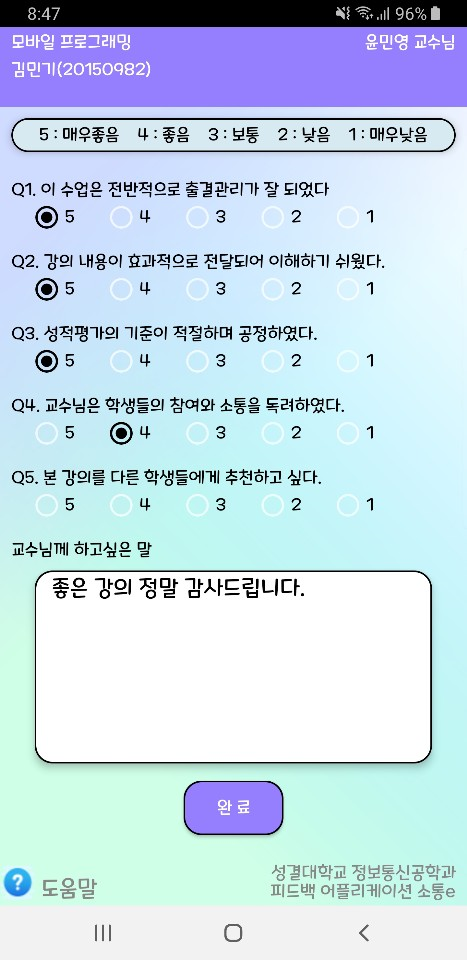 8:47 96%
모바일 프로그래밍 윤민영 교수님
김민기(20150982)
5 : 매우좋음 4 : 좋음 3 : 보통 2 : 낮음 1 : 매우낮음
Q1. 이 수업은 전반적으로 출결관리가 잘 되었다
5 4 3 2 1
Q2. 강의 내용이 효과적으로 전달되어 이해하기 쉬웠다.
5 4 3 2 1
Q3. 성적평가의 기준이 적절하며 공정하였다.
5 4 3 2 1
Q4. 교수님은 학생들의 참여와 소통을 독려하였다.
5 4 3 2 1
Q5. 본 강의를 다른 학생들에게 추천하고 싶다.
5 4 3 2 1
교수님께 하고싶은 말
좋은 강의 정말 감사드립니다.
완 료
? 도움말
성결대학교 정보통신공학과
피드백 어플리케이션 소통e